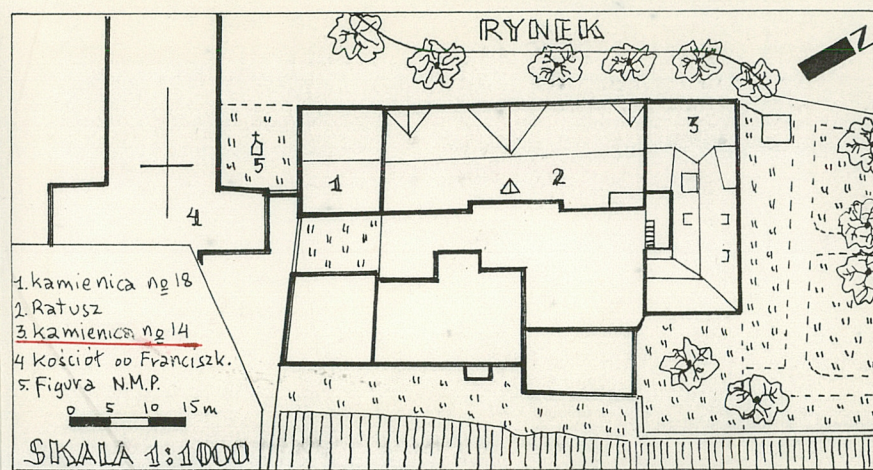 RYNEK
N
3
5
1
2
4
1. kamienica no 18
2. Ratusz
3. kamienica no 14
4 Kościół oo Franciszk.
5. Figura N.M.P.
0 5 10 15 m
SKALA 1:1000